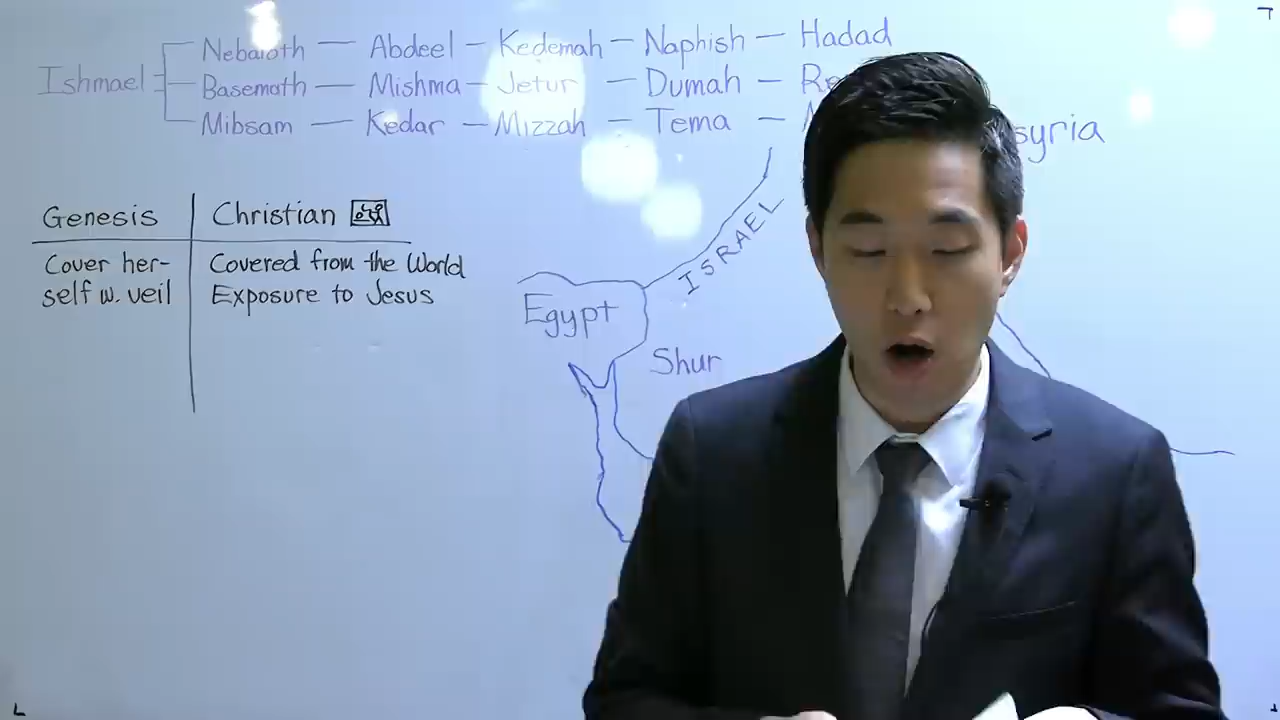 Nebaioth — Abdeel — Kedemah — Naphish — Hadad
Ishmael Basemath — Mishma — Jetur — Dumah —
Mibsam — Kedar — Mizzah — Tema —
syria
Genesis Christian
Cover her- Covered from the World
self w. veil Exposure to Jesus
ISRAEL
Egypt
Shur